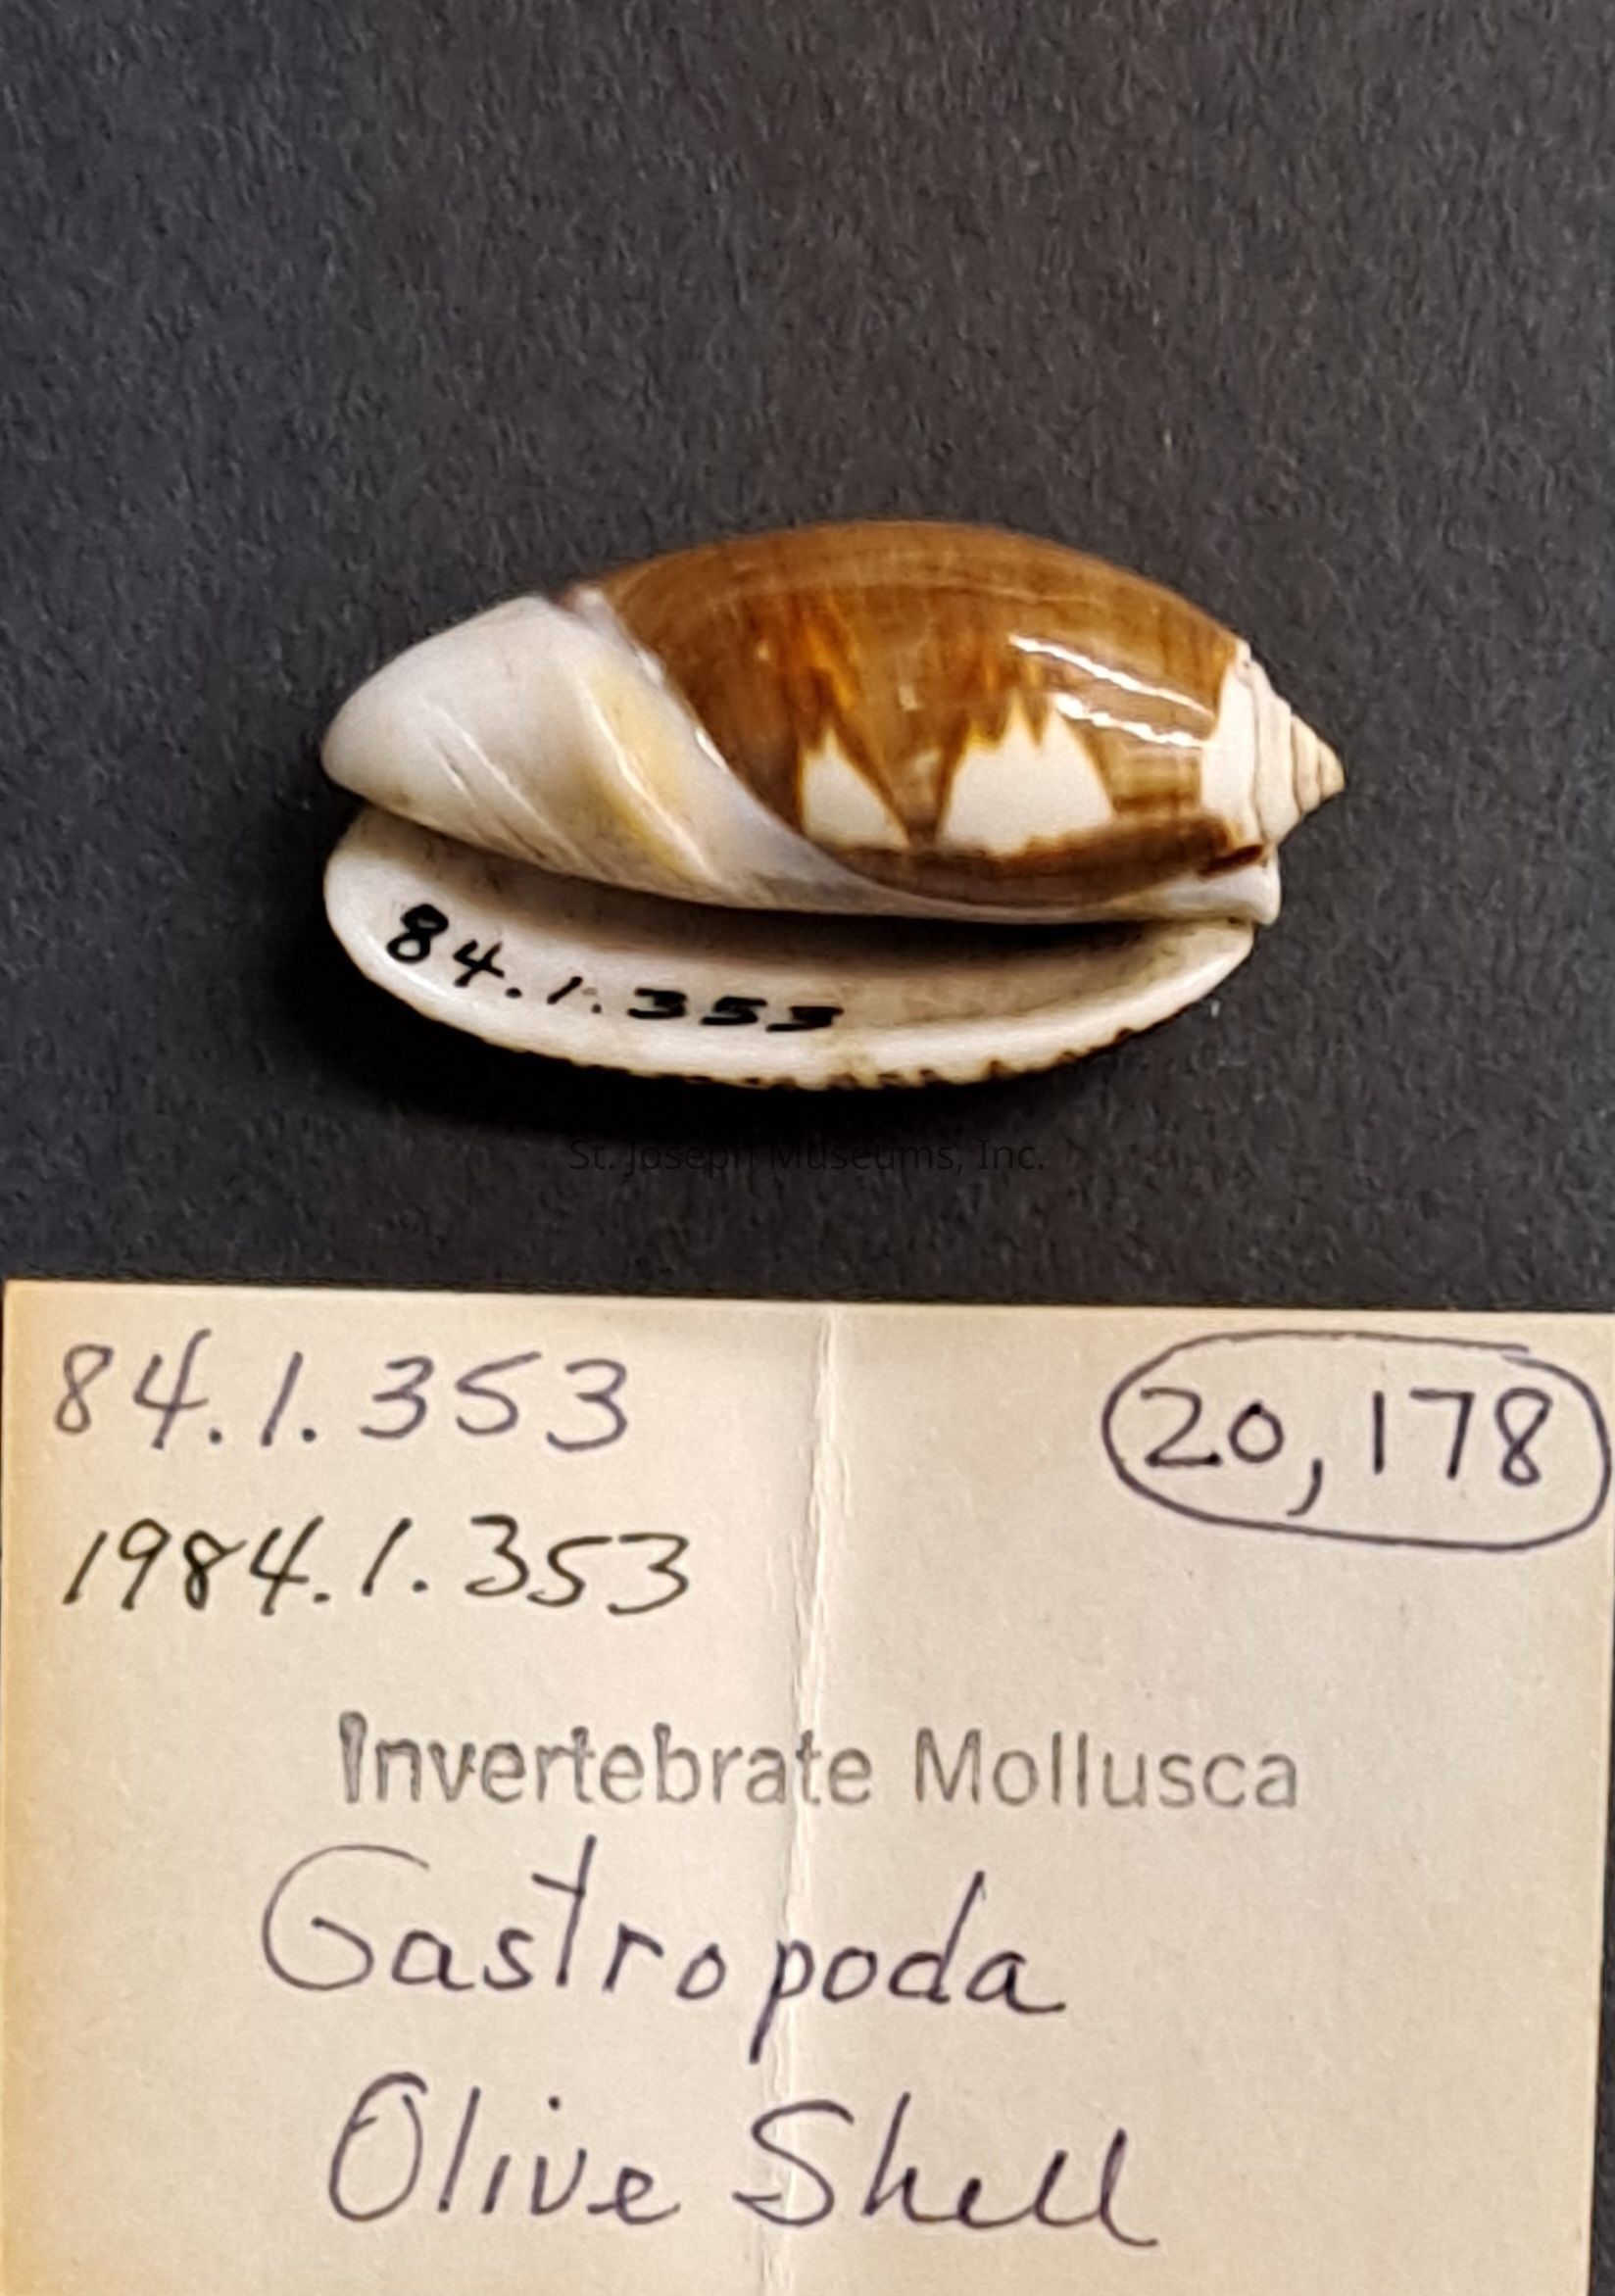 84.1.353
St. Joseph Museums, Inc.
84.1.353
20,178
1984.1.353
Invertebrate Mollusca
Gastropoda
Olive Shell